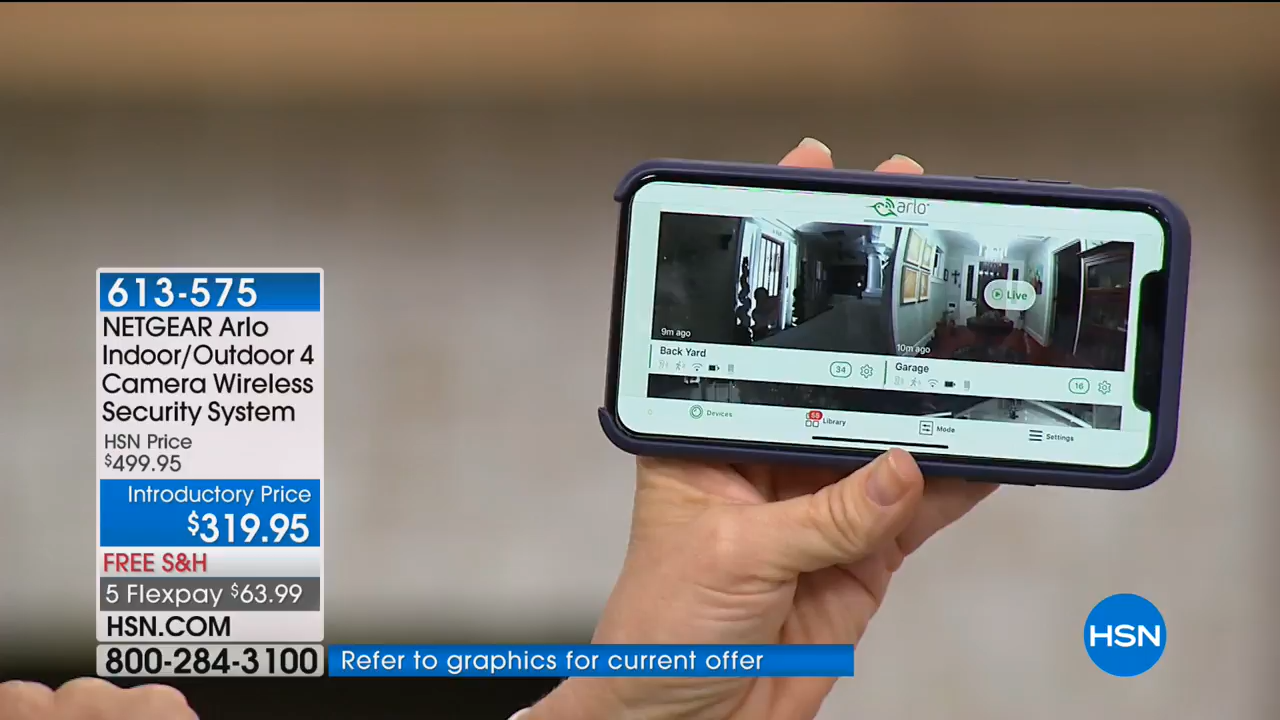 613-575
NETGEAR Arlo
Indoor/Outdoor 4
Camera Wireless
Security System
HSN Price
$499.95
Introductory Price
$319.95
FREE S&H
5 Flexpay $63.99
HSN.COM
800-284-3100
Refer to graphics for current offer
arlo
Live
9m ago
10m ago
Back Yard
34
Garage
16
Devices
Library
Mode
Settings
HSN